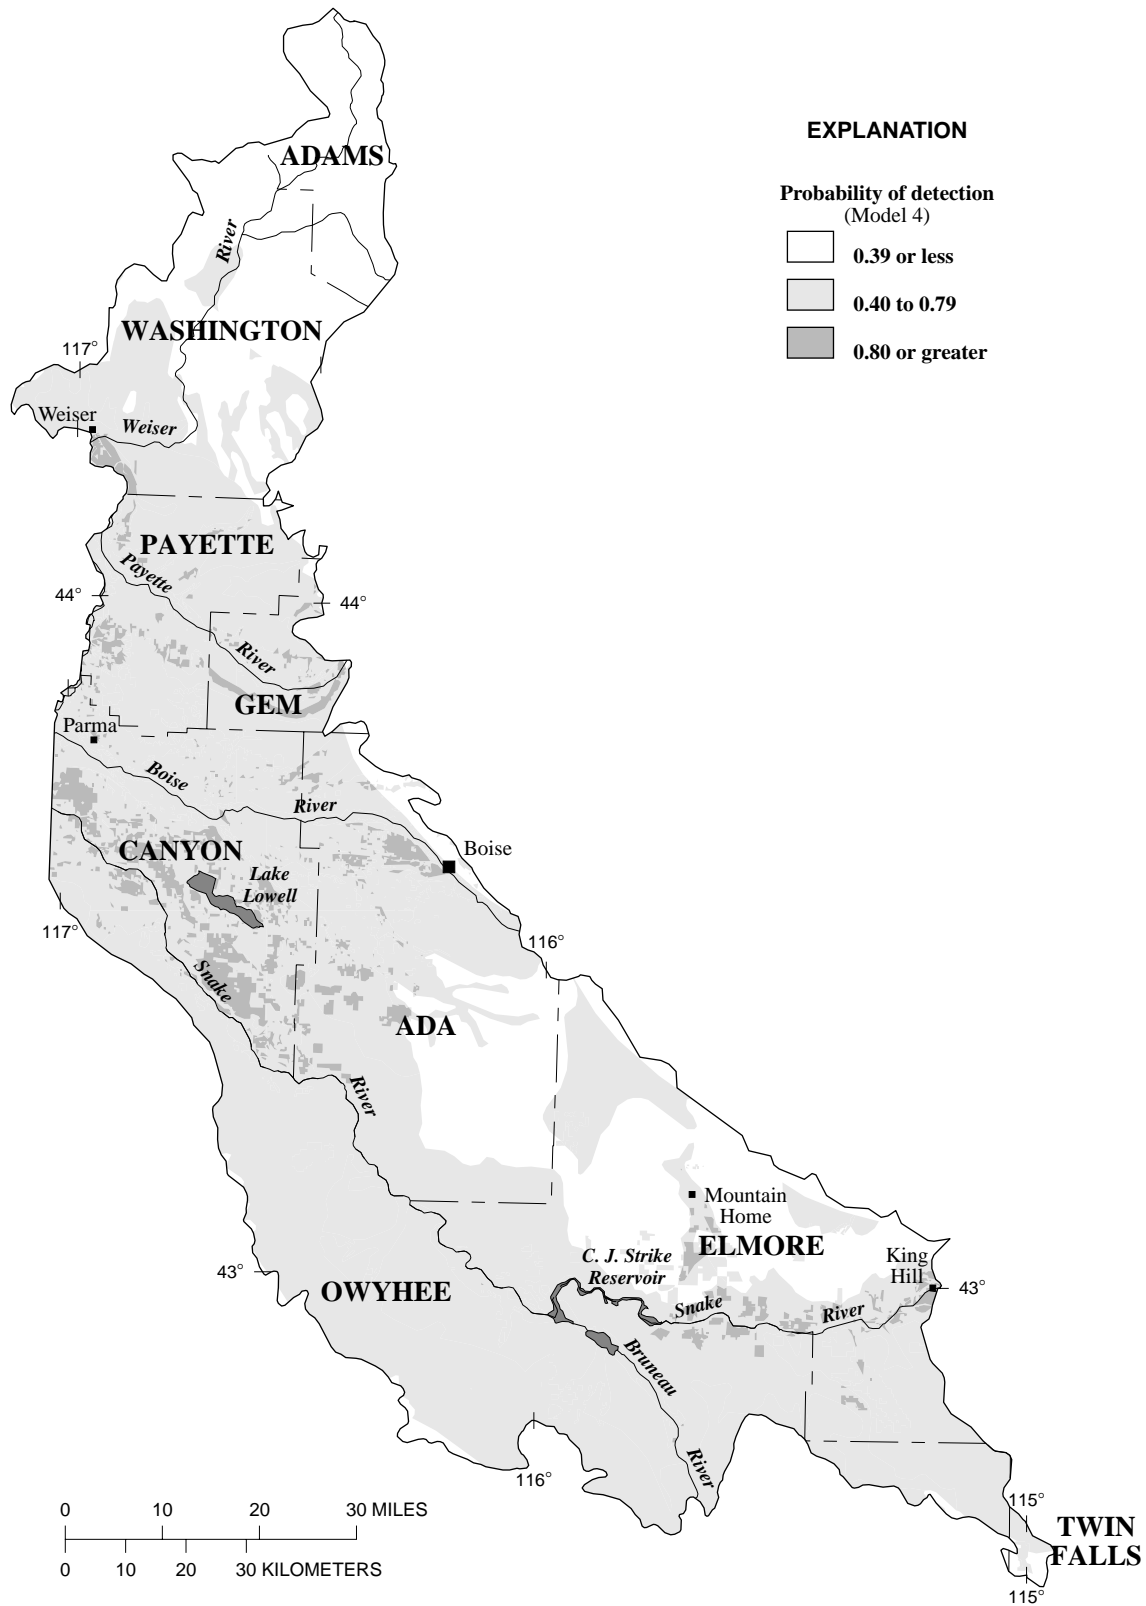 EXPLANATION
Probability of detection
(Model 4)
0.39 or less
0.40 to 0.79
0.80 or greater
ADAMS
River
WASHINGTON
117°
Weiser
Weiser
PAYETTE
Payette
44°
44°
River
GEM
Parma
Boise
River
CANYON
Boise
Lake
Lowell
117°
116°
Snake
ADA
River
Mountain
Home
ELMORE
King
Hill
C. J. Strike
Reservoir
43°
43°
OWYHEE
Snake
River
Bruneau
River
116°
115°
TWIN
FALLS
115°
0 10 20 30 MILES
0 10 20 30 KILOMETERS